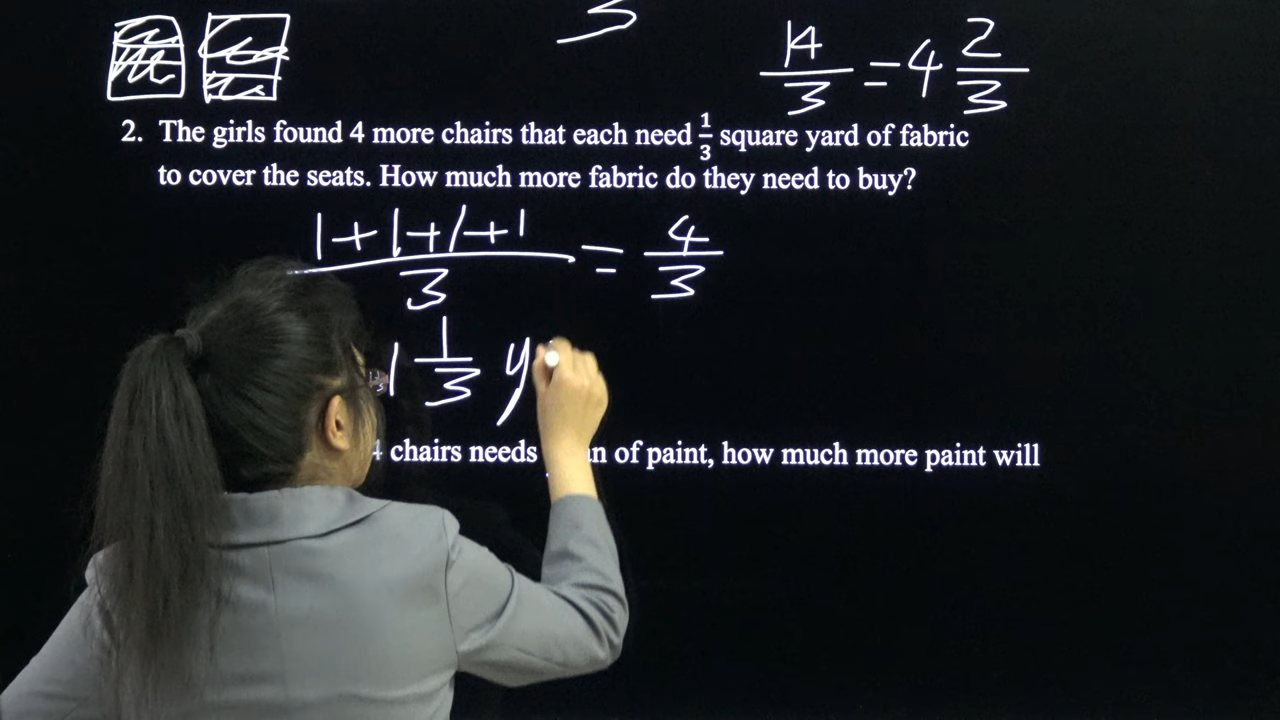 14/3 = 4 2/3
2. The girls found 4 more chairs that each need 1/3 square yard of fabric
to cover the seats. How much more fabric do they need to buy?
1+1+1+1/3 = 4/3
1 1/3 y
4 chairs needs of paint, how much more paint will